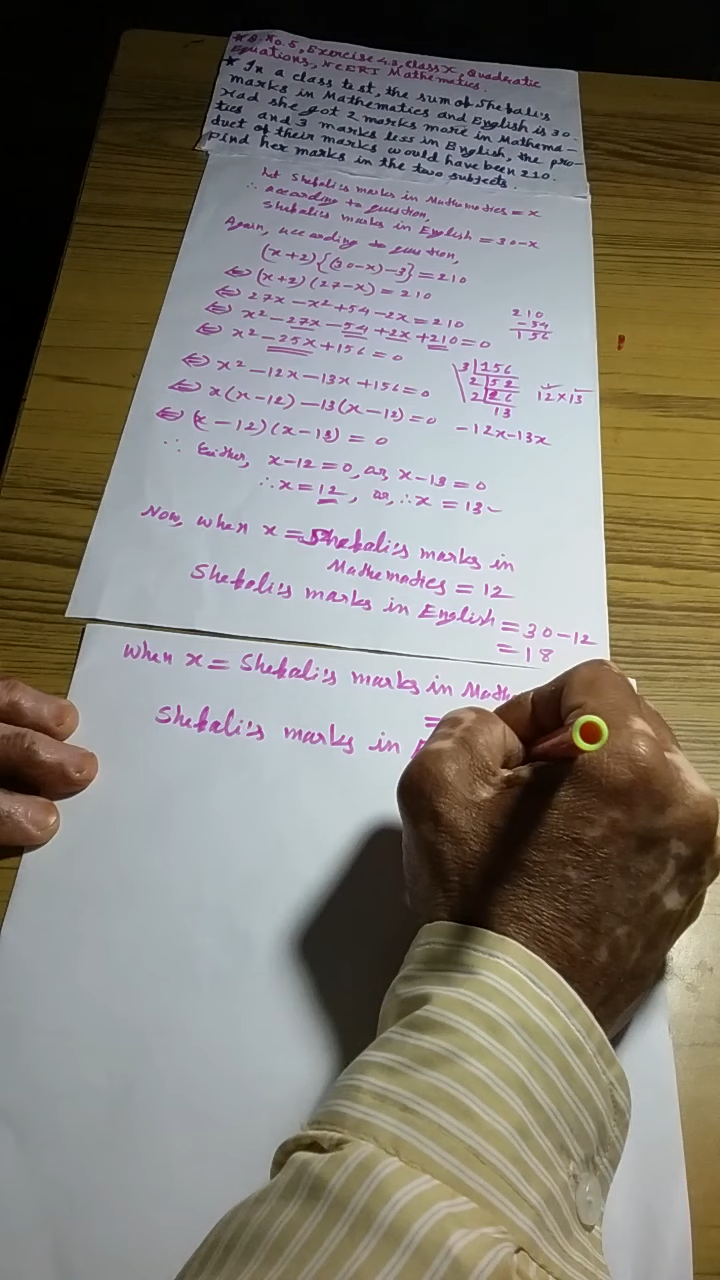 * Q. No. 5, Exercise 4.3, Class X, Quadratic
Equations, NCERT Mathematics.
* In a class test, the sum of Shefali's
marks in Mathematics and English is 30.
Had she got 2 marks more in Mathema-
tics and 3 marks less in English, the pro-
duct of their marks would have been 210.
Find her marks in the two subjects.
Let Shefali's marks in Mathematics = x
∴ according to question,
Shefali's marks in English = 30-x
Again, according to question,
(x+2){(30-x)-3} = 210
⇔ (x+2)(27-x) = 210
⇔ 27x - x² + 54 - 2x = 210
⇔ x² - 27x - 54 + 2x + 210 = 0
⇔ x² - 25x + 156 = 0
210
-54
156
⇔ x² - 12x - 13x + 156 = 0
3 156
2 52
2 26
13
12 x 13
⇔ x(x-12) - 13(x-12) = 0
-12x-13x
⇔ (x-12)(x-13) = 0
∴ Either, x-12 = 0, or, x-13 = 0
∴ x = 12, or, ∴ x = 13
Now, when x = Shefali's marks in
Mathematics = 12
Shefali's marks in English = 30-12
= 18
When x = Shefali's marks in
=
Shefali's marks in